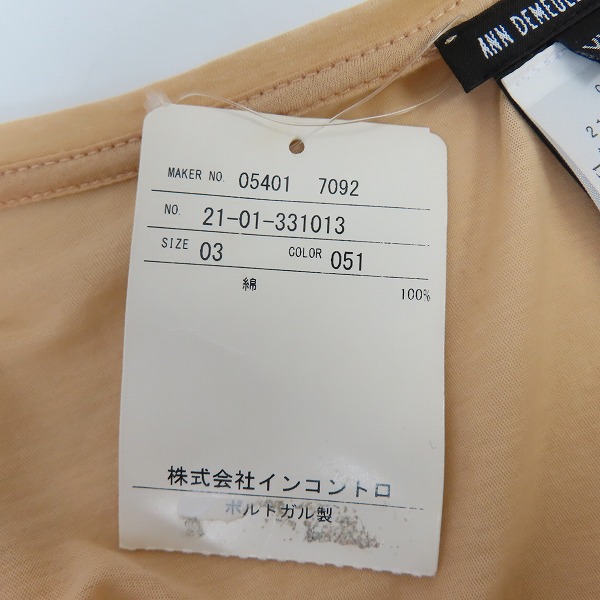 ANN DEMEULE
MAKER NO. 05401 7092
NO. 21-01-331013
SIZE 03 COLOR 051
綿 100%
株式会社インコントロ
ポルトガル製